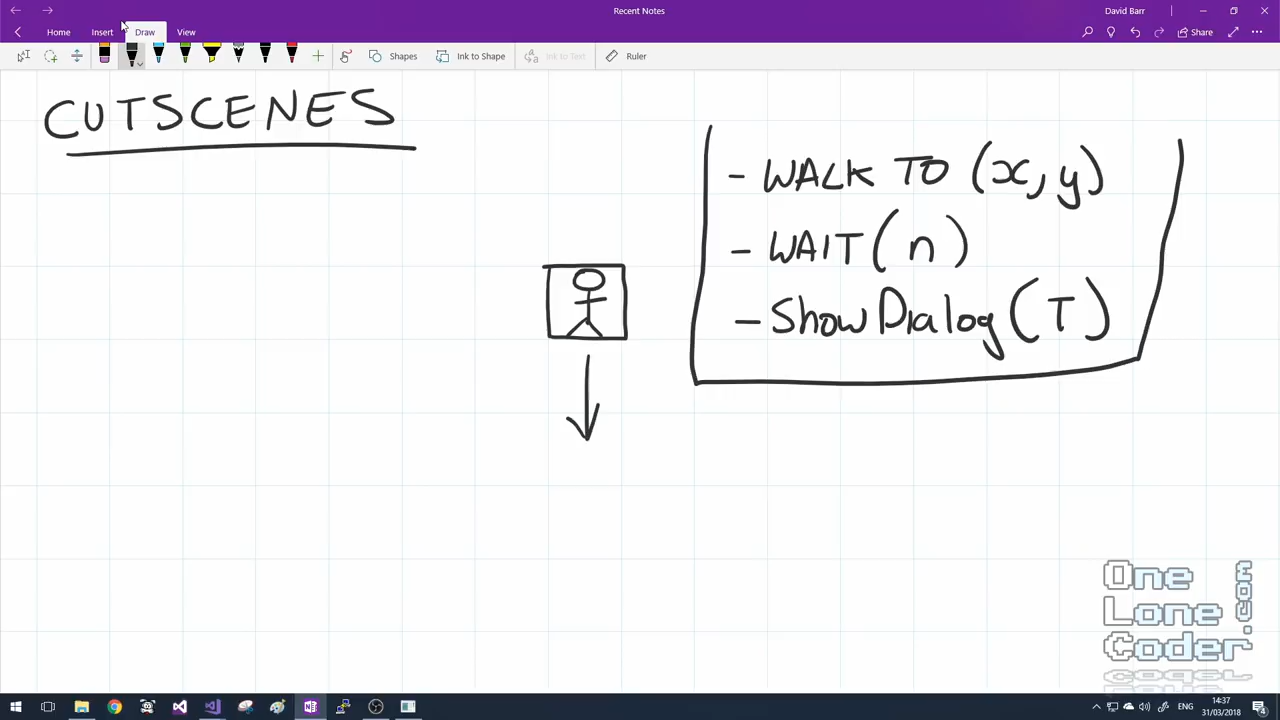 Recent Notes
David Barr
Home
Insert
Draw
View
Share
Shapes
Ink to Shape
Ink to Text
Ruler
CUTSCENES
- WALK TO (x, y)
- WAIT (n)
- ShowDialog (T)
One
Lone
Coder
.com
14:37
31/03/2018